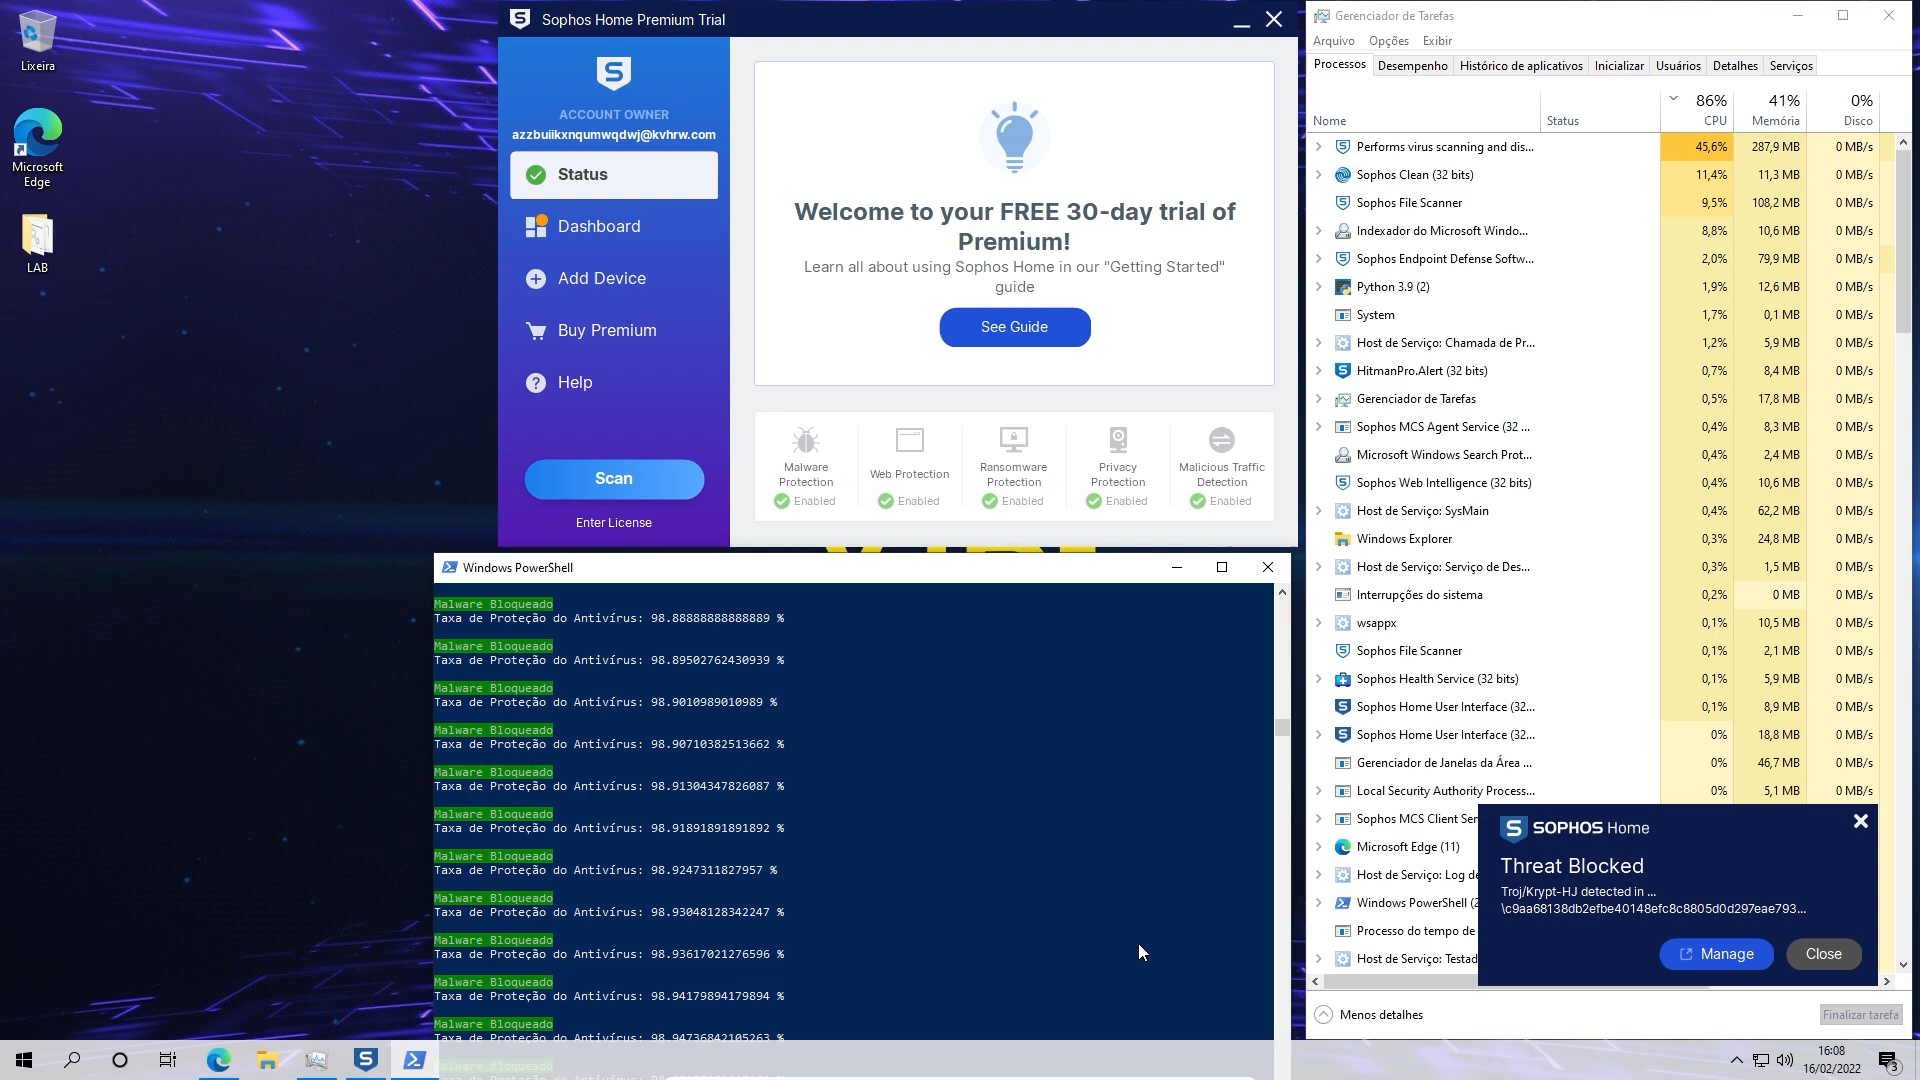 Lixeira
Microsoft
Edge
LAB
Sophos Home Premium Trial
ACCOUNT OWNER
azzbuiikxnqumwqdwj@kvhrw.com
Status
Dashboard
Add Device
Buy Premium
Help
Scan
Enter License
Welcome to your FREE 30-day trial of
Premium!
Learn all about using Sophos Home in our "Getting Started"
guide
See Guide
Malware
Protection
Enabled
Web Protection
Enabled
Ransomware
Protection
Enabled
Privacy
Protection
Enabled
Malicious Traffic
Detection
Enabled
Windows PowerShell
Malware Bloqueado
Taxa de Proteção do Antivírus: 98.88888888888889 %
Malware Bloqueado
Taxa de Proteção do Antivírus: 98.89502762430939 %
Malware Bloqueado
Taxa de Proteção do Antivírus: 98.9010989010989 %
Malware Bloqueado
Taxa de Proteção do Antivírus: 98.90710382513662 %
Malware Bloqueado
Taxa de Proteção do Antivírus: 98.91304347826087 %
Malware Bloqueado
Taxa de Proteção do Antivírus: 98.91891891891892 %
Malware Bloqueado
Taxa de Proteção do Antivírus: 98.9247311827957 %
Malware Bloqueado
Taxa de Proteção do Antivírus: 98.93048128342247 %
Malware Bloqueado
Taxa de Proteção do Antivírus: 98.93617021276596 %
Malware Bloqueado
Taxa de Proteção do Antivírus: 98.94179894179894 %
Malware Bloqueado
Taxa de Proteção do Antivírus: 98.94736842105263 %
Malware Bloqueado
Gerenciador de Tarefas
Arquivo Opções Exibir
Processos Desempenho Histórico de aplicativos Inicializar Usuários Detalhes Serviços
86% 41% 0%
Nome Status CPU Memória Disco
Performs virus scanning and dis... 45,6% 287,9 MB 0 MB/s
Sophos Clean (32 bits) 11,4% 11,3 MB 0 MB/s
Sophos File Scanner 9,5% 108,2 MB 0 MB/s
Indexador do Microsoft Windo... 8,8% 10,6 MB 0 MB/s
Sophos Endpoint Defense Softw... 2,0% 79,9 MB 0 MB/s
Python 3.9 (2) 1,9% 12,6 MB 0 MB/s
System 1,7% 0,1 MB 0 MB/s
Host de Serviço: Chamada de Pr... 1,2% 5,9 MB 0 MB/s
HitmanPro.Alert (32 bits) 0,7% 8,4 MB 0 MB/s
Gerenciador de Tarefas 0,5% 17,8 MB 0 MB/s
Sophos MCS Agent Service (32 ... 0,4% 8,3 MB 0 MB/s
Microsoft Windows Search Prot... 0,4% 2,4 MB 0 MB/s
Sophos Web Intelligence (32 bits) 0,4% 10,6 MB 0 MB/s
Host de Serviço: SysMain 0,4% 62,2 MB 0 MB/s
Windows Explorer 0,3% 24,8 MB 0 MB/s
Host de Serviço: Serviço de Des... 0,3% 1,5 MB 0 MB/s
Interrupções do sistema 0,2% 0 MB 0 MB/s
wsappx 0,1% 10,5 MB 0 MB/s
Sophos File Scanner 0,1% 2,1 MB 0 MB/s
Sophos Health Service (32 bits) 0,1% 5,9 MB 0 MB/s
Sophos Home User Interface (32... 0,1% 8,9 MB 0 MB/s
Sophos Home User Interface (32... 0% 18,8 MB 0 MB/s
Gerenciador de Janelas da Área ... 0% 46,7 MB 0 MB/s
Local Security Authority Process... 0% 5,1 MB 0 MB/s
Sophos MCS Client Ser
Microsoft Edge (11)
Host de Serviço: Log de
Windows PowerShell (2
Processo do tempo de
Host de Serviço: Testad
SOPHOS Home
Threat Blocked
Troj/Krypt-HJ detected in ...
\c9aa68138db2efbe40148efc8c8805d0d297eae793...
Manage
Close
Menos detalhes
Finalizar tarefa
16:08
16/02/2022
3